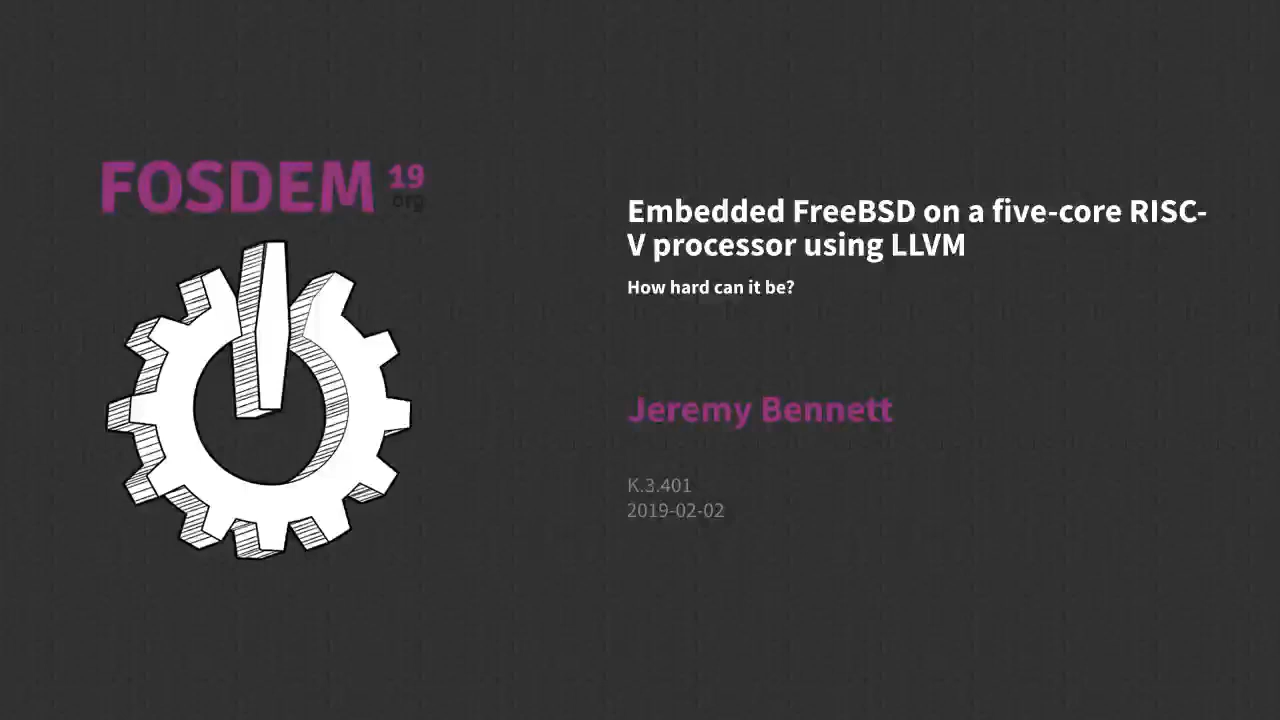 FOSDEM 19
org
Embedded FreeBSD on a five-core RISC-
V processor using LLVM
How hard can it be?
Jeremy Bennett
K.3.401
2019-02-02